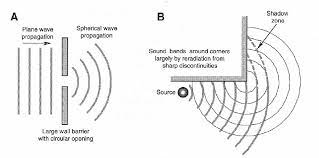 A
Plane wave
propagation
Spherical wave
propagation
Large wall barrier
with circular opening
B
Shadow
zone
Sound bends around corners
largely by reradiation from
sharp discontinuities
Source